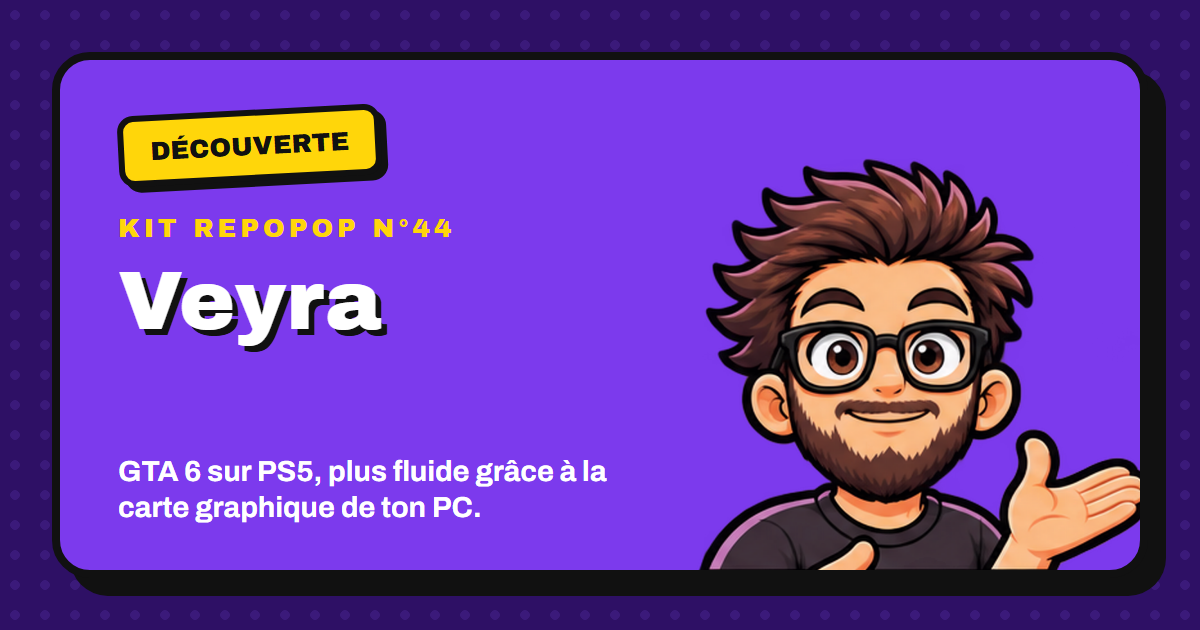 DÉCOUVERTE
KIT REPOPOP N°44
Veyra
GTA 6 sur PS5, plus fluide grâce à la
carte graphique de ton PC.